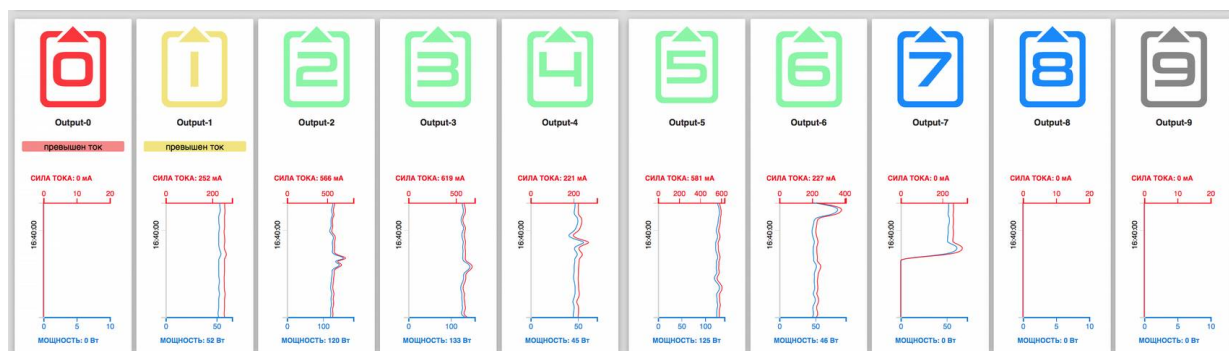 0
Output-0
превышен ток
СИЛА ТОКА: 0 мА
0 10 20
16:40:00
0 5 10
МОЩНОСТЬ: 0 Вт
1
Output-1
превышен ток
СИЛА ТОКА: 252 мА
0 200
16:40:00
0 50
МОЩНОСТЬ: 52 Вт
2
Output-2
СИЛА ТОКА: 566 мА
0 500
16:40:00
0 100
МОЩНОСТЬ: 120 Вт
3
Output-3
СИЛА ТОКА: 619 мА
0 500
16:40:00
0 100
МОЩНОСТЬ: 133 Вт
4
Output-4
СИЛА ТОКА: 221 мА
0 200
16:40:00
0 50
МОЩНОСТЬ: 45 Вт
5
Output-5
СИЛА ТОКА: 581 мА
0 200 400 600
16:40:00
0 50 100
МОЩНОСТЬ: 125 Вт
6
Output-6
СИЛА ТОКА: 227 мА
0 200 400
16:40:00
0 50
МОЩНОСТЬ: 46 Вт
7
Output-7
СИЛА ТОКА: 0 мА
0 200
16:40:00
0 50
МОЩНОСТЬ: 0 Вт
8
Output-8
СИЛА ТОКА: 0 мА
0 10 20
16:40:00
0 5 10
МОЩНОСТЬ: 0 Вт
9
Output-9
СИЛА ТОКА: 0 мА
0 10 20
16:40:00
0 5 10
МОЩНОСТЬ: 0 Вт